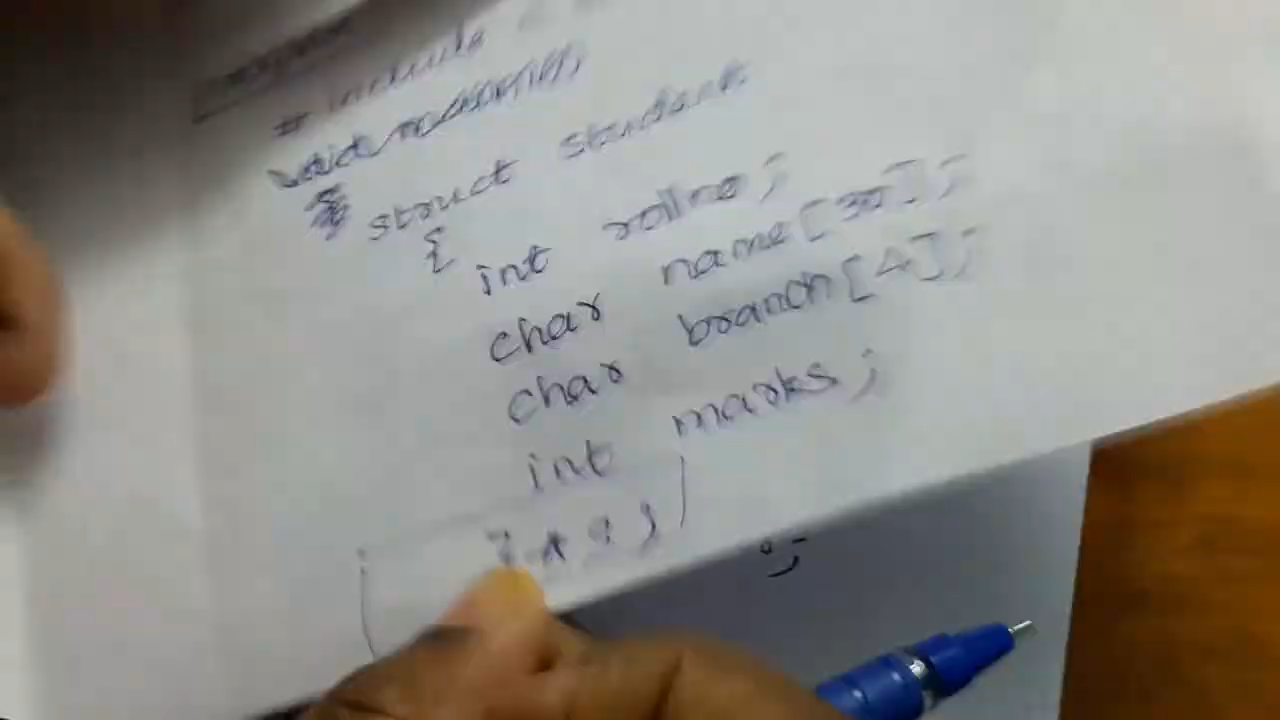 # include
struct student
{
int rollno;
char name[30];
char branch[4];
int marks;